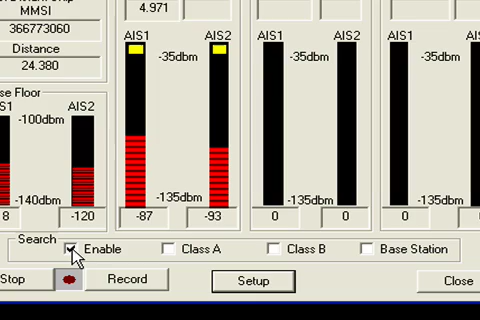 MMSI
4.971
366773060
Distance
24.380
AIS1 AIS2 AIS1 AIS2 AIS1
-35dbm -35dbm -35dbm
se Floor
S1 AIS2
-100dbm
-140dbm -135dbm -135dbm -135dbm
8 -120 -87 -93 0 0 0
Search
Enable Class A Class B Base Station
Stop Record Setup Close